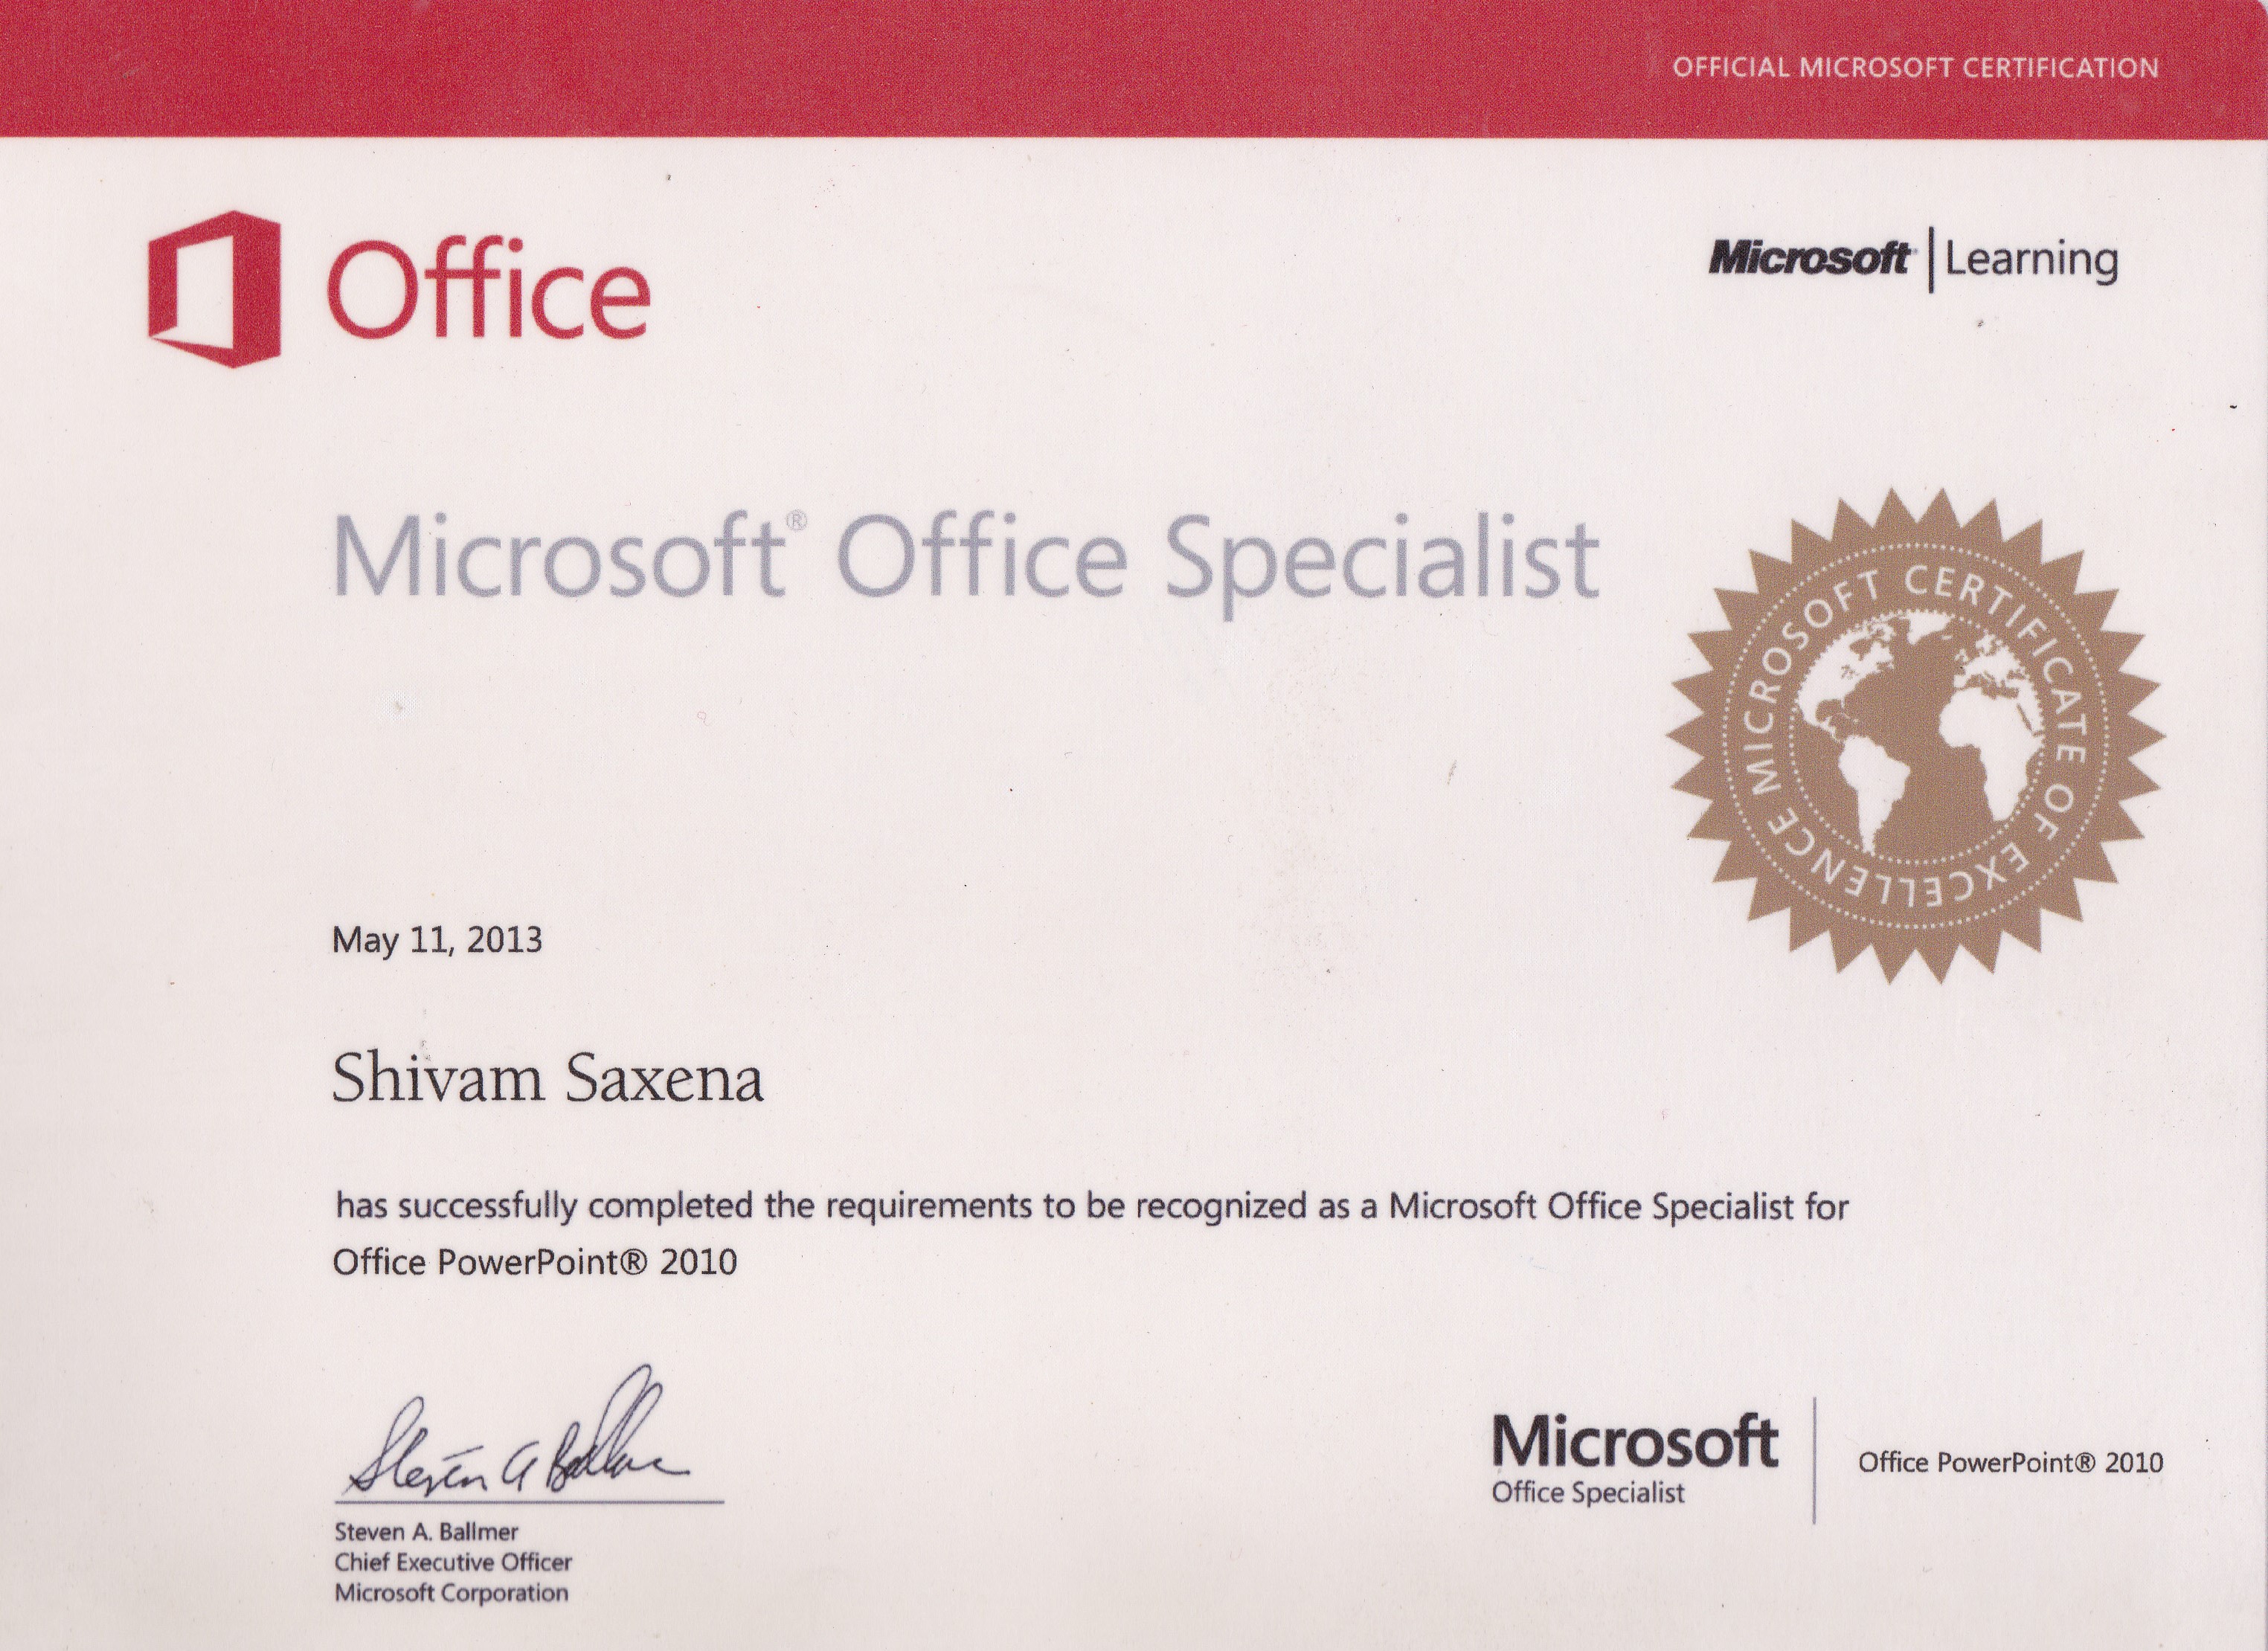 OFFICIAL MICROSOFT CERTIFICATION
Office
Microsoft | Learning
Microsoft® Office Specialist
MICROSOFT CERTIFICATE OF EXCELLENCE
May 11, 2013
Shivam Saxena
has successfully completed the requirements to be recognized as a Microsoft Office Specialist for
Office PowerPoint® 2010
Steven A Ballmer
Steven A. Ballmer
Chief Executive Officer
Microsoft Corporation
Microsoft
Office Specialist
Office PowerPoint® 2010